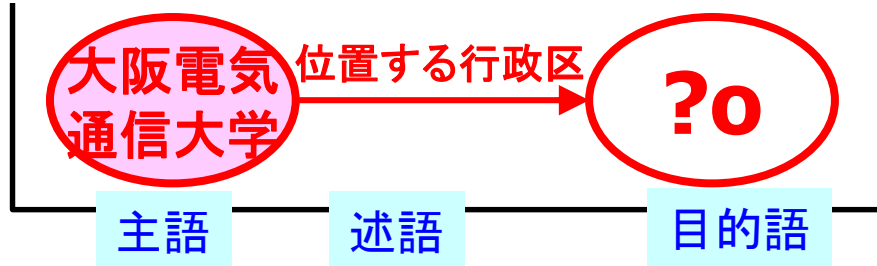 大阪電気
通信大学
位置する行政区
?o
主語
述語
目的語